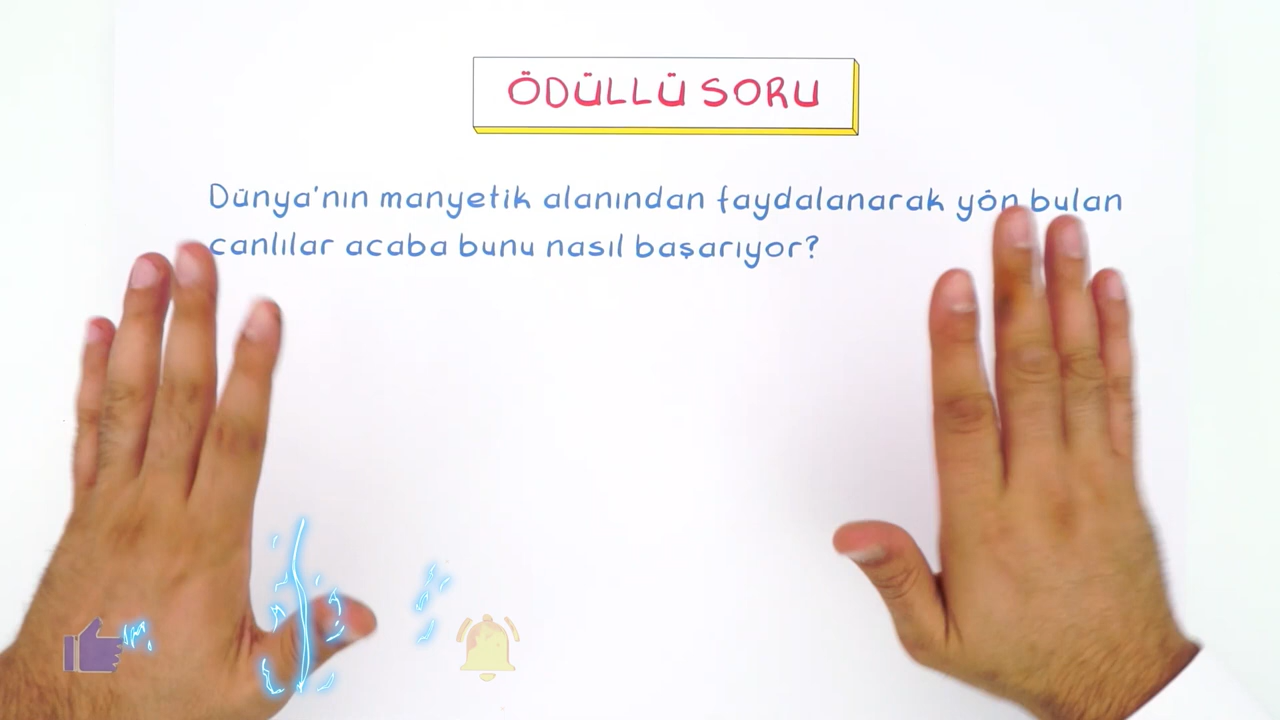 ÖDÜLLÜ SORU
Dünya'nın manyetik alanından faydalanarak yön bulan
canlılar acaba bunu nasıl başarıyor?